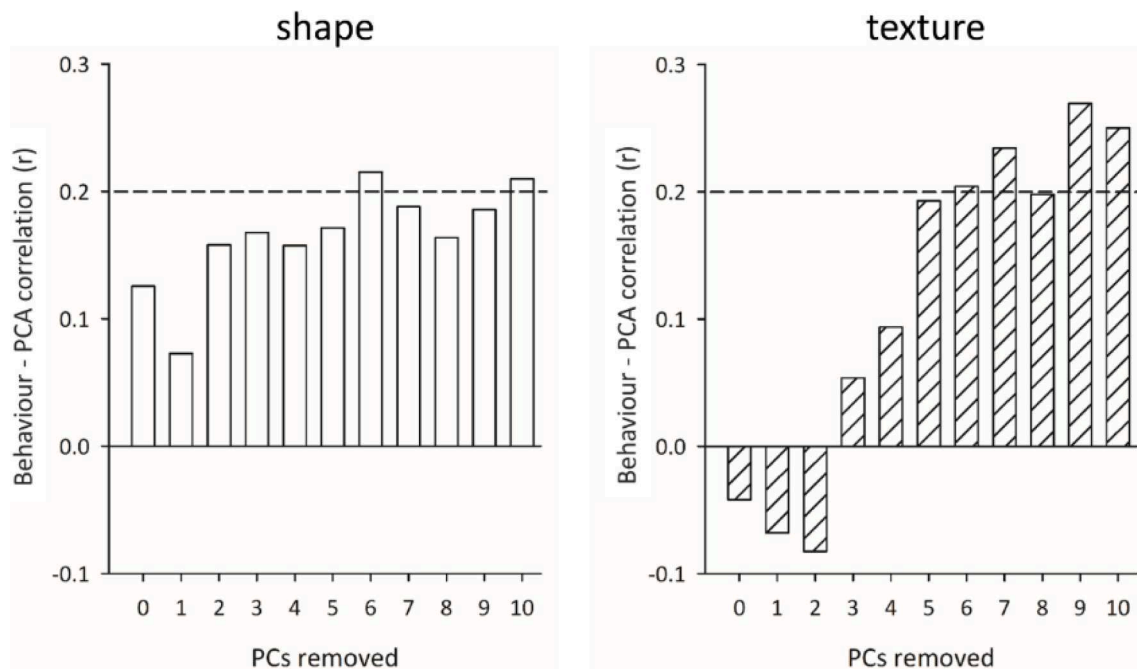 shape
0.3
0.2
0.1
0.0
-0.1
Behaviour - PCA correlation (r)
0 1 2 3 4 5 6 7 8 9 10
PCs removed
texture
0.3
0.2
0.1
0.0
-0.1
Behaviour - PCA correlation (r)
0 1 2 3 4 5 6 7 8 9 10
PCs removed